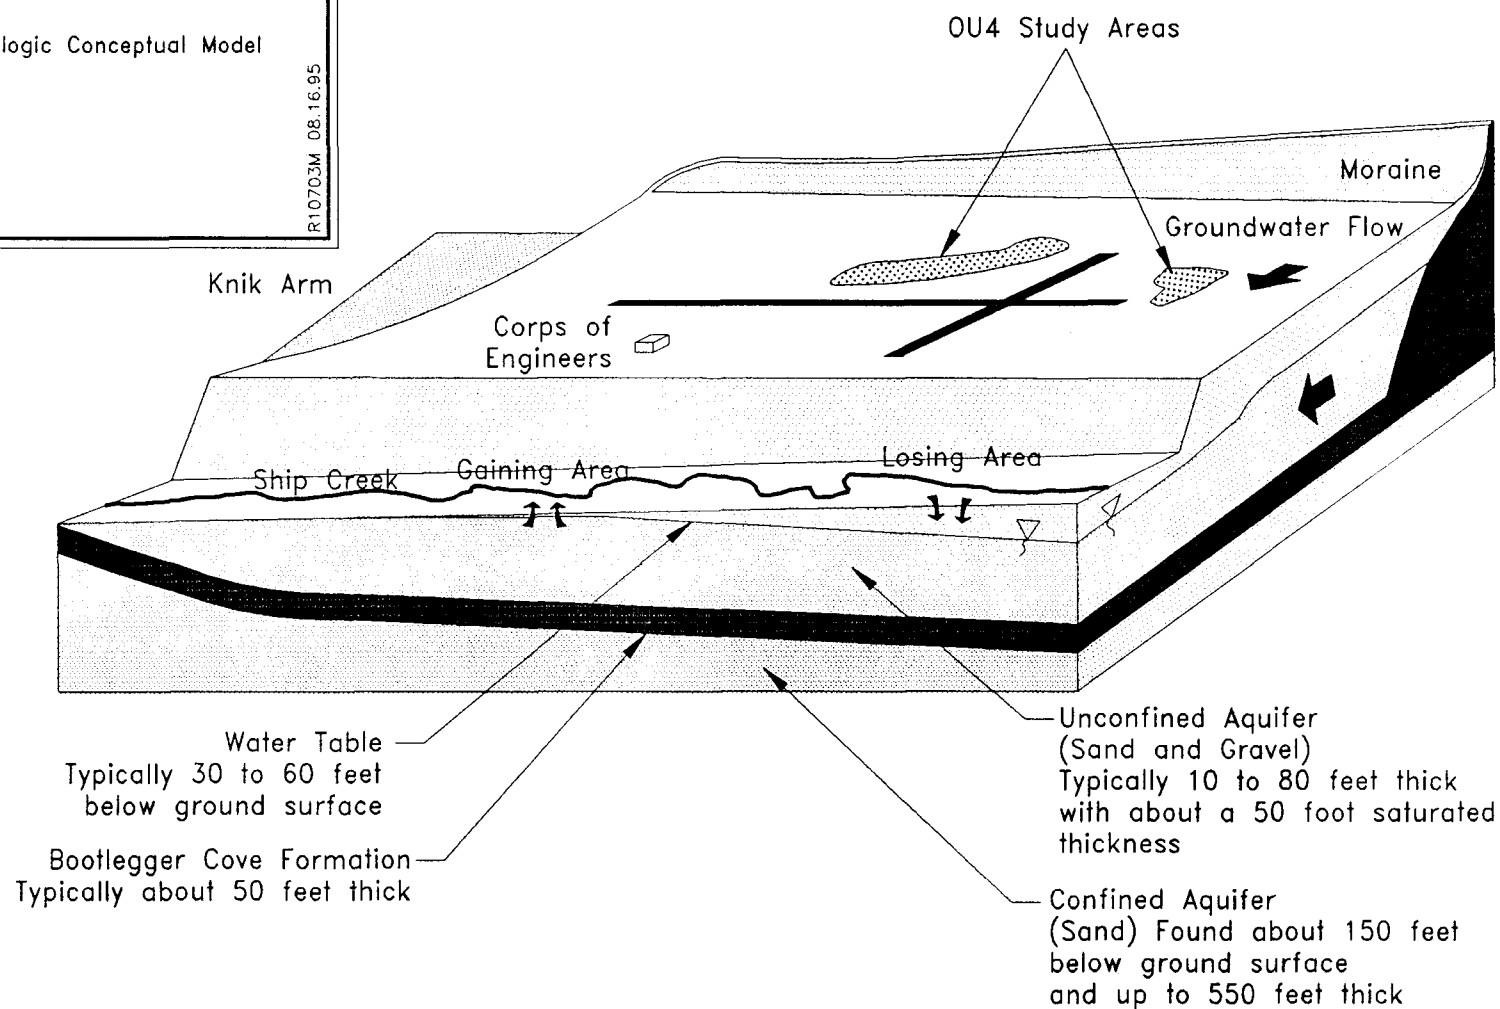 logic Conceptual Model
R10703M 08.16.95
OU4 Study Areas
Moraine
Groundwater Flow
Knik Arm
Corps of
Engineers
Ship Creek
Gaining Area
Losing Area
Water Table
Typically 30 to 60 feet
below ground surface
Bootlegger Cove Formation
Typically about 50 feet thick
Unconfined Aquifer
(Sand and Gravel)
Typically 10 to 80 feet thick
with about a 50 foot saturated
thickness
Confined Aquifer
(Sand) Found about 150 feet
below ground surface
and up to 550 feet thick